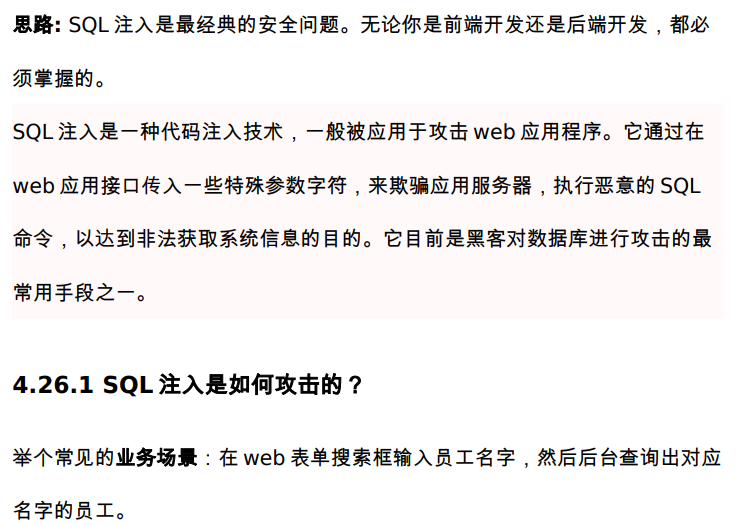 思路: SQL 注入是最经典的安全问题。无论你是前端开发还是后端开发，都必
须掌握的。
SQL 注入是一种代码注入技术，一般被应用于攻击 web 应用程序。它通过在
web 应用接口传入一些特殊参数字符，来欺骗应用服务器，执行恶意的 SQL
命令，以达到非法获取系统信息的目的。它目前是黑客对数据库进行攻击的最
常用手段之一。
4.26.1 SQL 注入是如何攻击的？
举个常见的业务场景：在 web 表单搜索框输入员工名字，然后后台查询出对应
名字的员工。